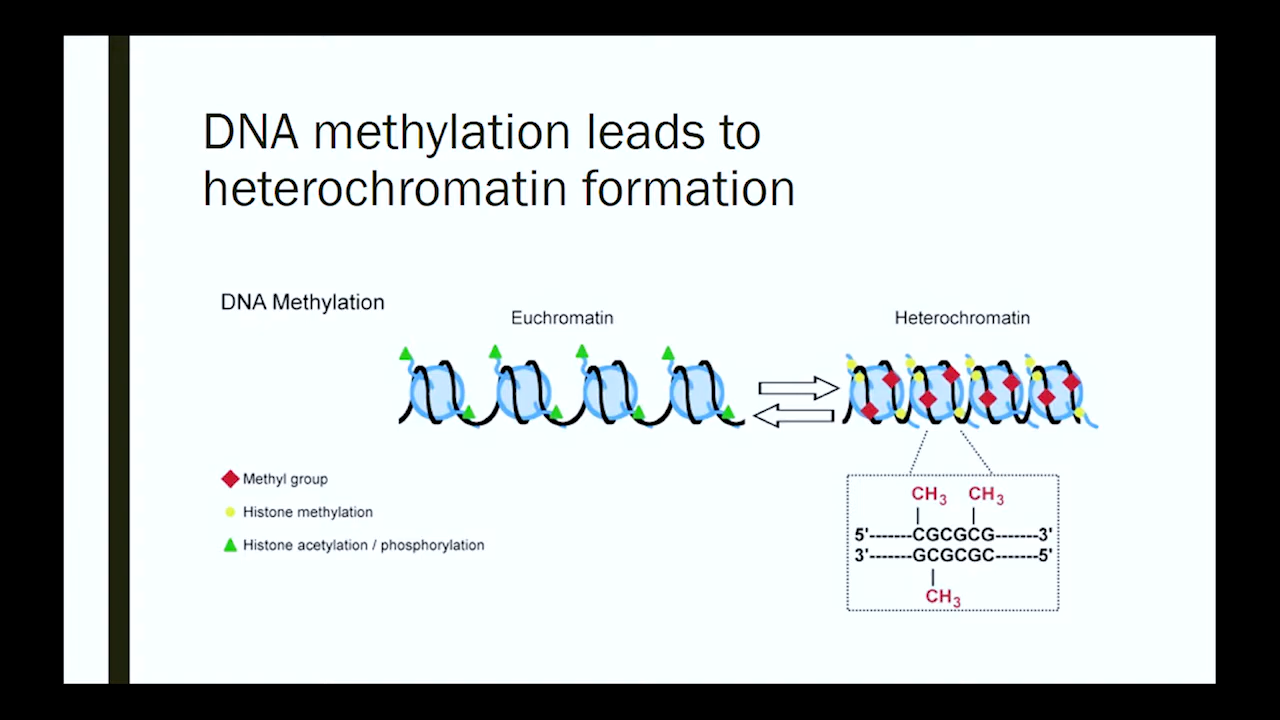 DNA methylation leads to
heterochromatin formation
DNA Methylation
Euchromatin
Heterochromatin
Methyl group
Histone methylation
Histone acetylation / phosphorylation
CH3 CH3
5'-------CGCGCG-------3'
3'-------GCGCGC-------5'
CH3